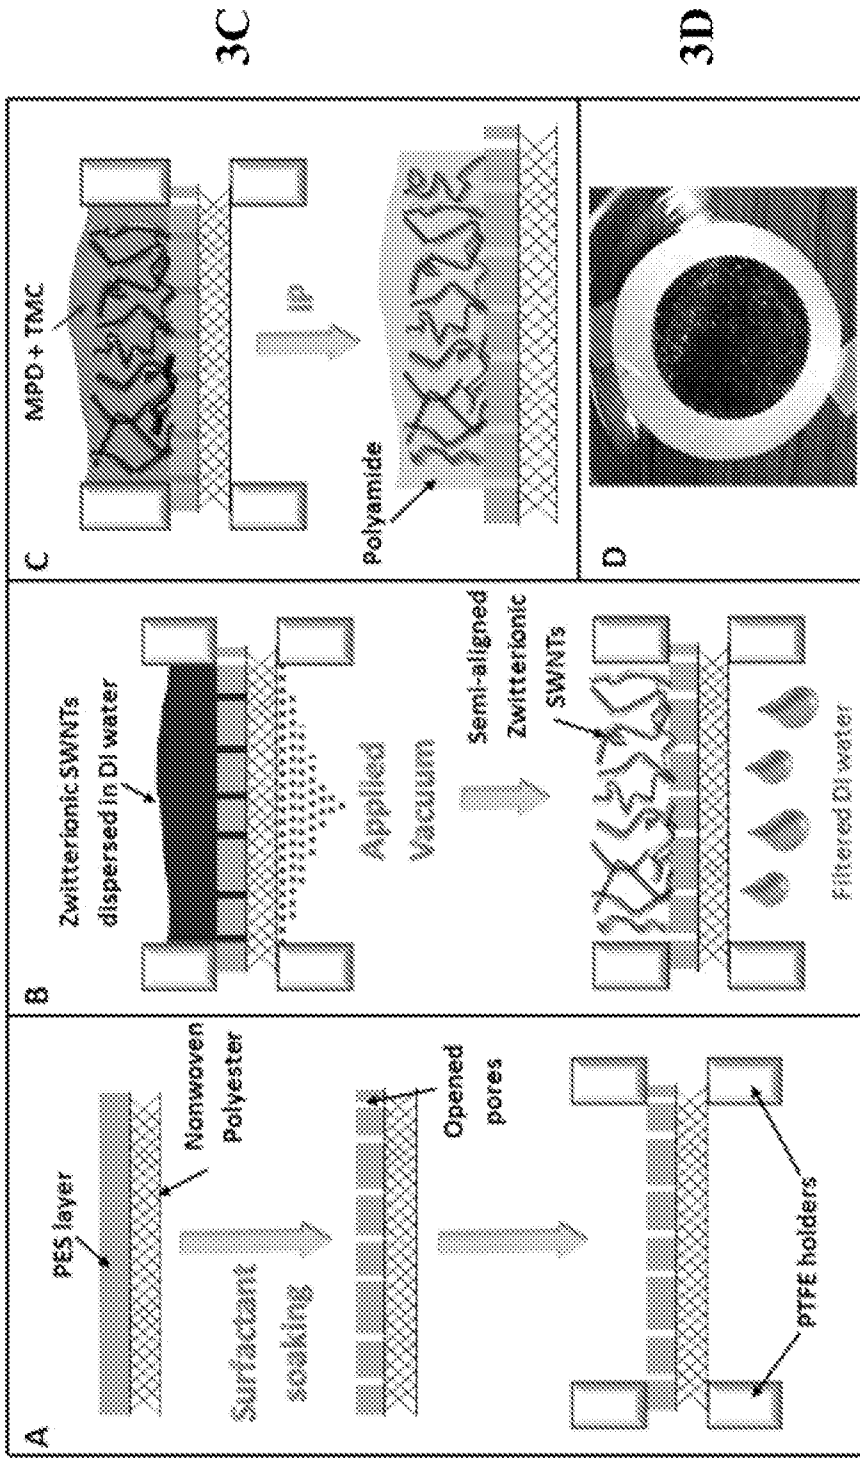 A
PES layer
Nonwoven
Polyester
Surfactant
soaking
Opened
pores
PTFE holders
B
Zwitterionic SWNTs
dispersed in DI water
Applied
Vacuum
Semi-aligned
Zwitterionic
SWNTs
Filtered DI water
C
MPD + TMC
IP
Polyamide
D
3C
3D